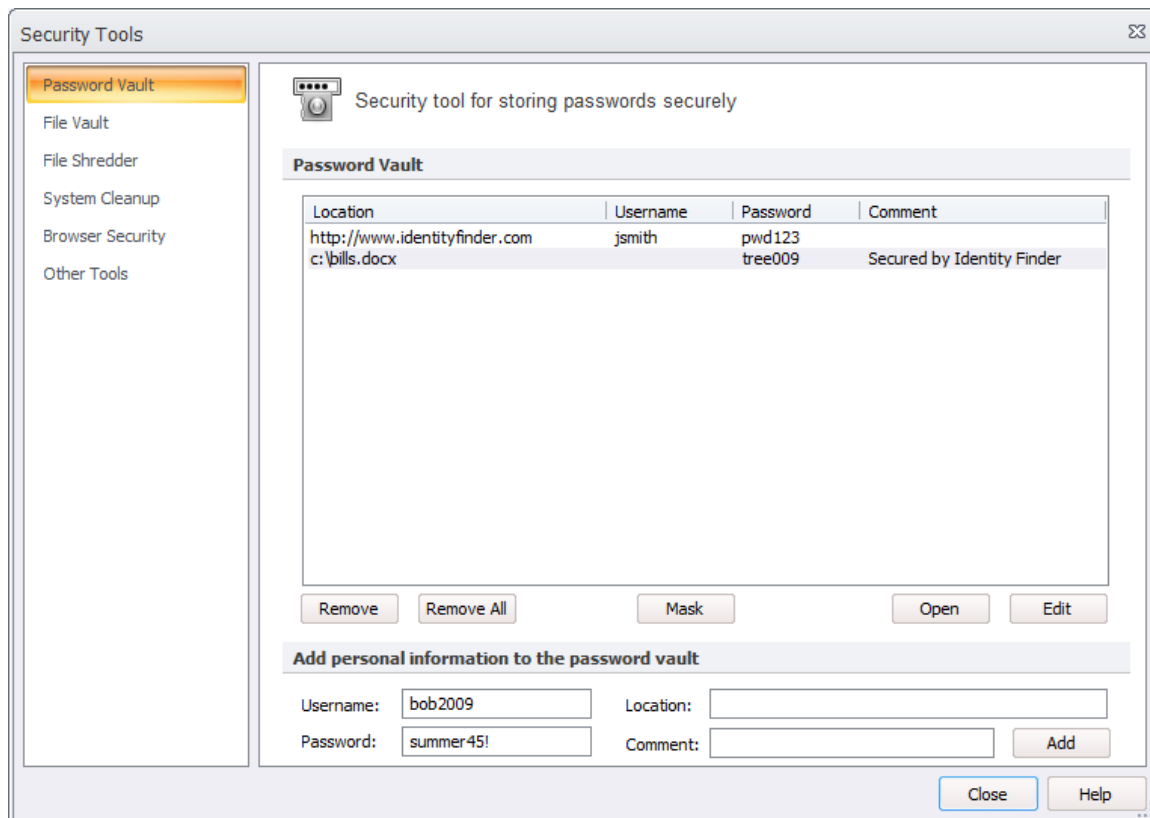 Security Tools
Password Vault
File Vault
File Shredder
System Cleanup
Browser Security
Other Tools
Security tool for storing passwords securely
Password Vault
Location Username Password Comment
http://www.identityfinder.com jsmith pwd123
c:\bills.docx tree009 Secured by Identity Finder
Remove Remove All Mask Open Edit
Add personal information to the password vault
Username: bob2009 Location:
Password: summer45! Comment: Add
Close Help